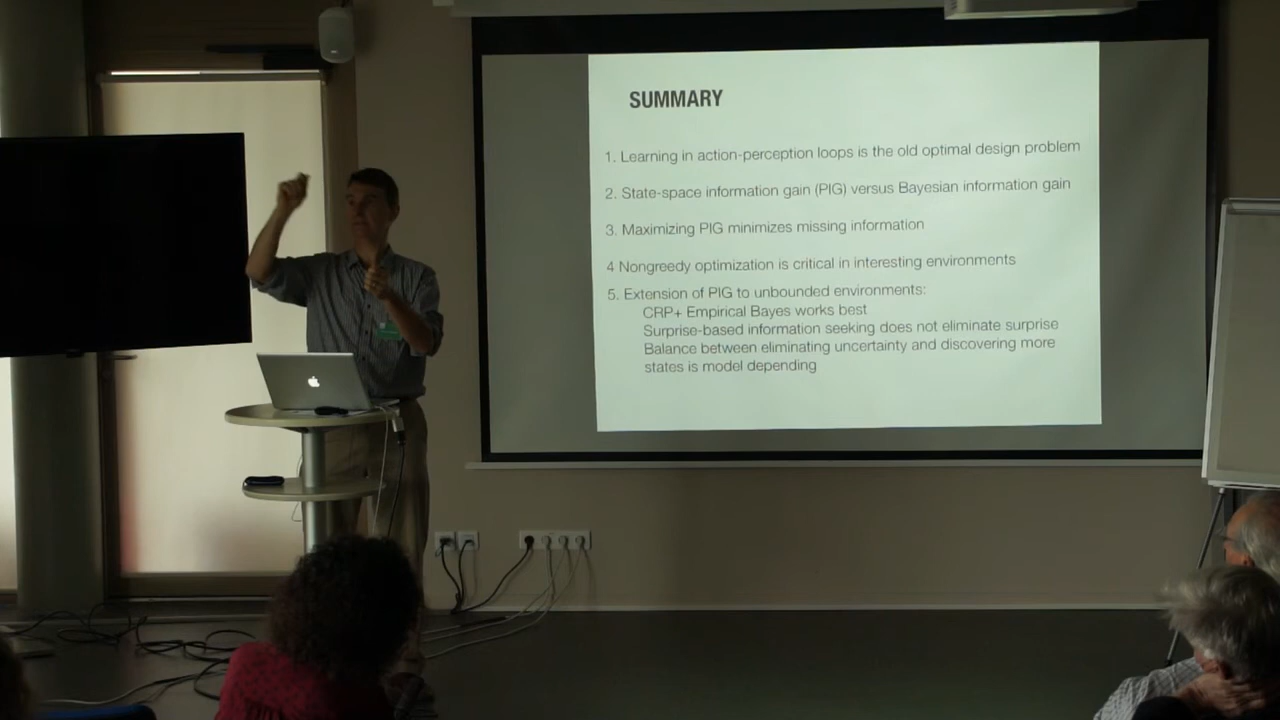 SUMMARY
1. Learning in action-perception loops is the old optimal design problem
2. State-space information gain (PIG) versus Bayesian information gain
3. Maximizing PIG minimizes missing information
4 Nongreedy optimization is critical in interesting environments
5. Extension of PIG to unbounded environments:
CRP+ Empirical Bayes works best
Surprise-based information seeking does not eliminate surprise
Balance between eliminating uncertainty and discovering more
states is model depending